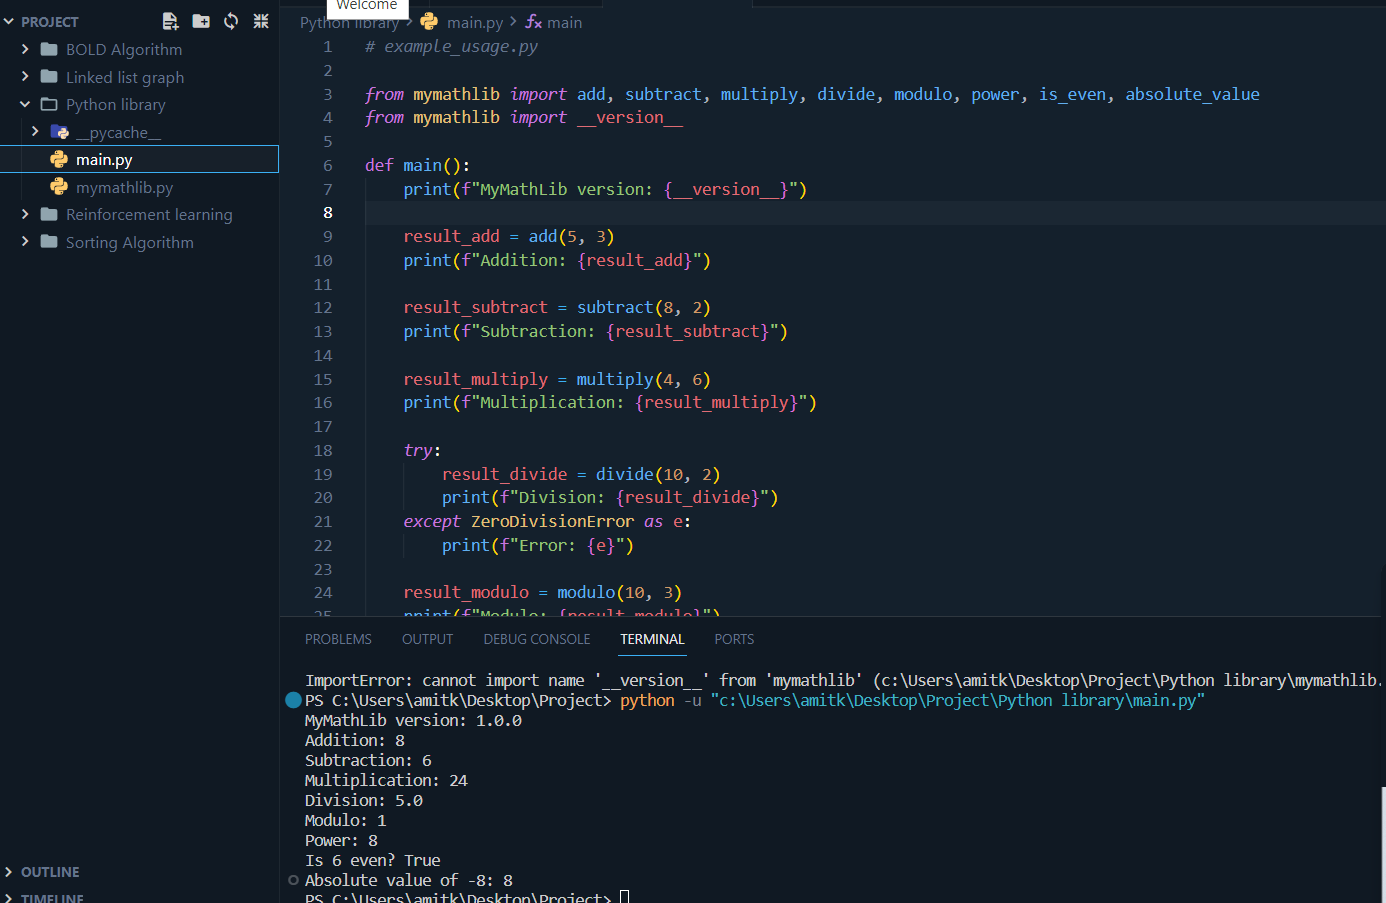 Welcome
PROJECT
BOLD Algorithm
Linked list graph
Python library
__pycache__
main.py
mymathlib.py
Reinforcement learning
Sorting Algorithm
OUTLINE
TIMELINE
Python library > main.py > main
1 # example_usage.py
2
3 from mymathlib import add, subtract, multiply, divide, modulo, power, is_even, absolute_value
4 from mymathlib import __version__
5
6 def main():
7 print(f"MyMathLib version: {__version__}")
8
9 result_add = add(5, 3)
10 print(f"Addition: {result_add}")
11
12 result_subtract = subtract(8, 2)
13 print(f"Subtraction: {result_subtract}")
14
15 result_multiply = multiply(4, 6)
16 print(f"Multiplication: {result_multiply}")
17
18 try:
19 result_divide = divide(10, 2)
20 print(f"Division: {result_divide}")
21 except ZeroDivisionError as e:
22 print(f"Error: {e}")
23
24 result_modulo = modulo(10, 3)
25 print(f"Modulo: {result_modulo}")
PROBLEMS OUTPUT DEBUG CONSOLE TERMINAL PORTS
ImportError: cannot import name '__version__' from 'mymathlib' (c:\Users\amitk\Desktop\Project\Python library\mymathlib.
PS C:\Users\amitk\Desktop\Project> python -u "c:\Users\amitk\Desktop\Project\Python library\main.py"
MyMathLib version: 1.0.0
Addition: 8
Subtraction: 6
Multiplication: 24
Division: 5.0
Modulo: 1
Power: 8
Is 6 even? True
Absolute value of -8: 8
PS C:\Users\amitk\Desktop\Project>